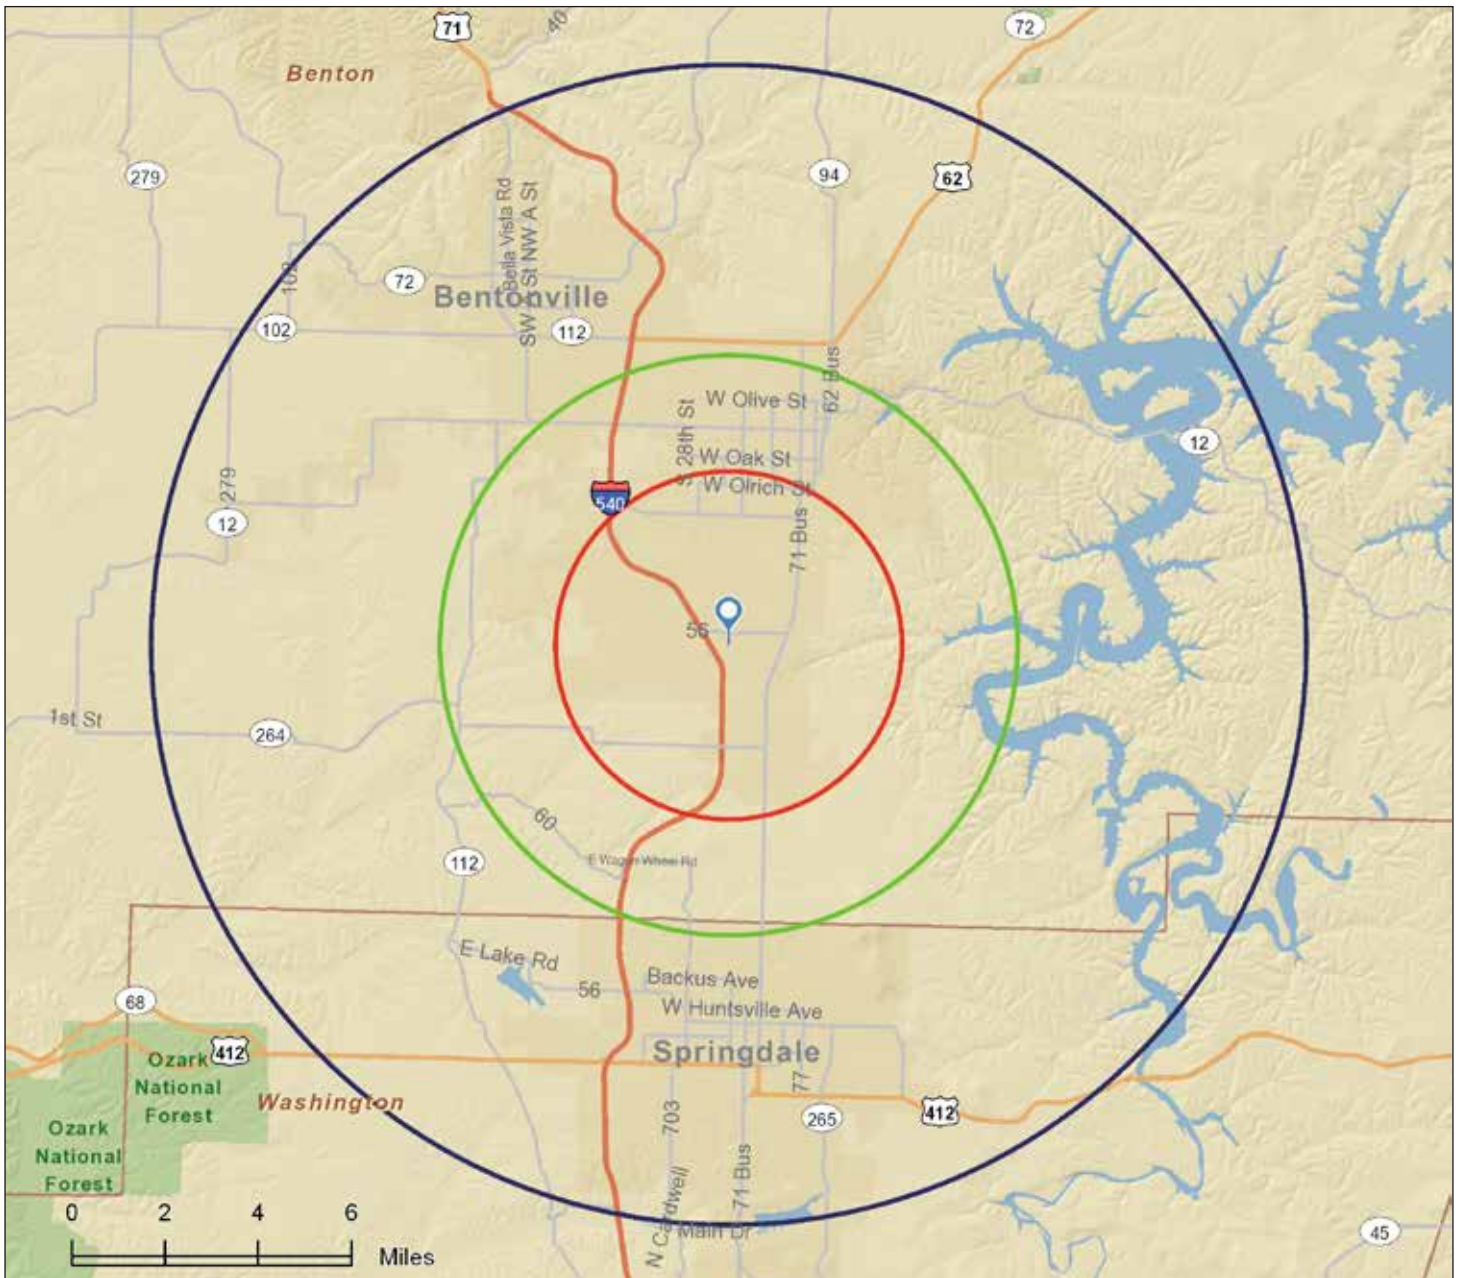 71
40
72
Benton
279
94
62
Bella Vista Rd
SW A St NW A St
102
72
Bentonville
102
112
62 Bus
W Olive St
S 28th St
12
W Oak St
279
W Olrich St
540
12
71 Bus
56
1st St
264
60
E Wagon Wheel Rd
112
E Lake Rd
Backus Ave
56
68
W Huntsville Ave
412
Springdale
Ozark
National
Forest
77
Washington
412
703
265
Ozark
National
Forest
71 Bus
N Cardwell
Main Dr
45
0 2 4 6
Miles